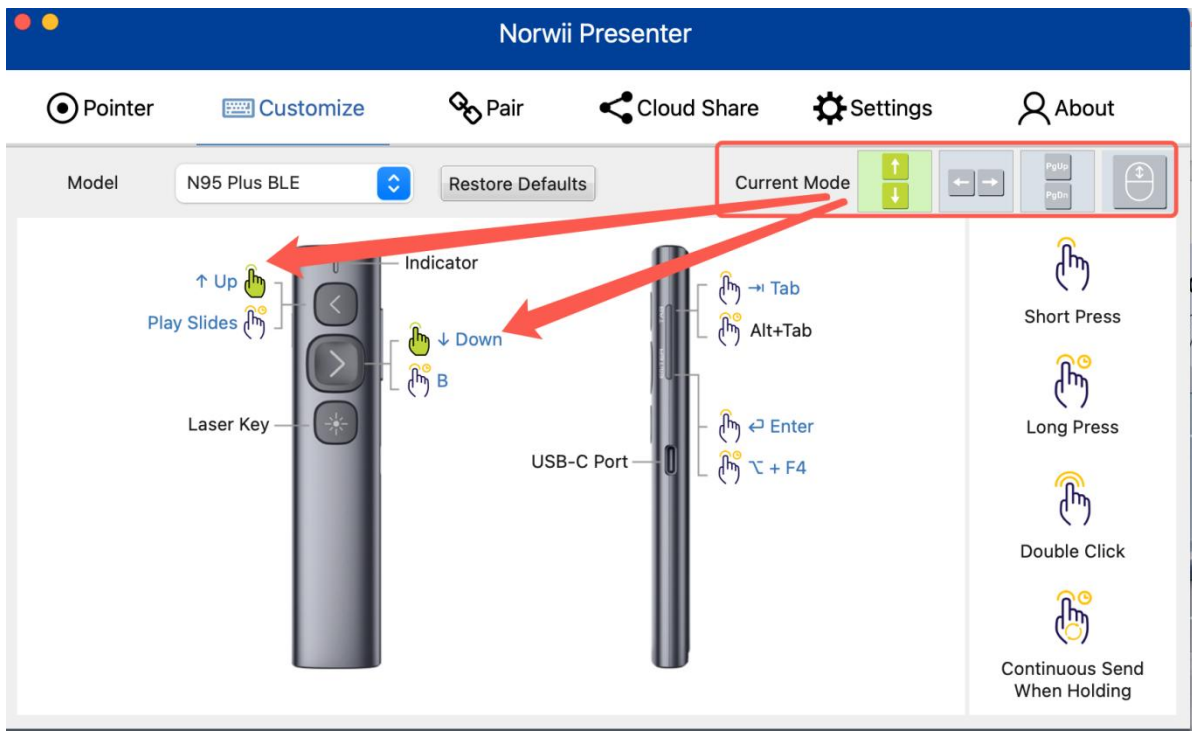 Norwii Presenter
Pointer Customize Pair Cloud Share Settings About
Model N95 Plus BLE Restore Defaults Current Mode ↑ ↓ ← → PgUp PgDn
Indicator
↑ Up
Play Slides
↓ Down
B
Laser Key
⇥ Tab
Alt+Tab
↵ Enter
USB-C Port
⌥ + F4
Short Press
Long Press
Double Click
Continuous Send
When Holding